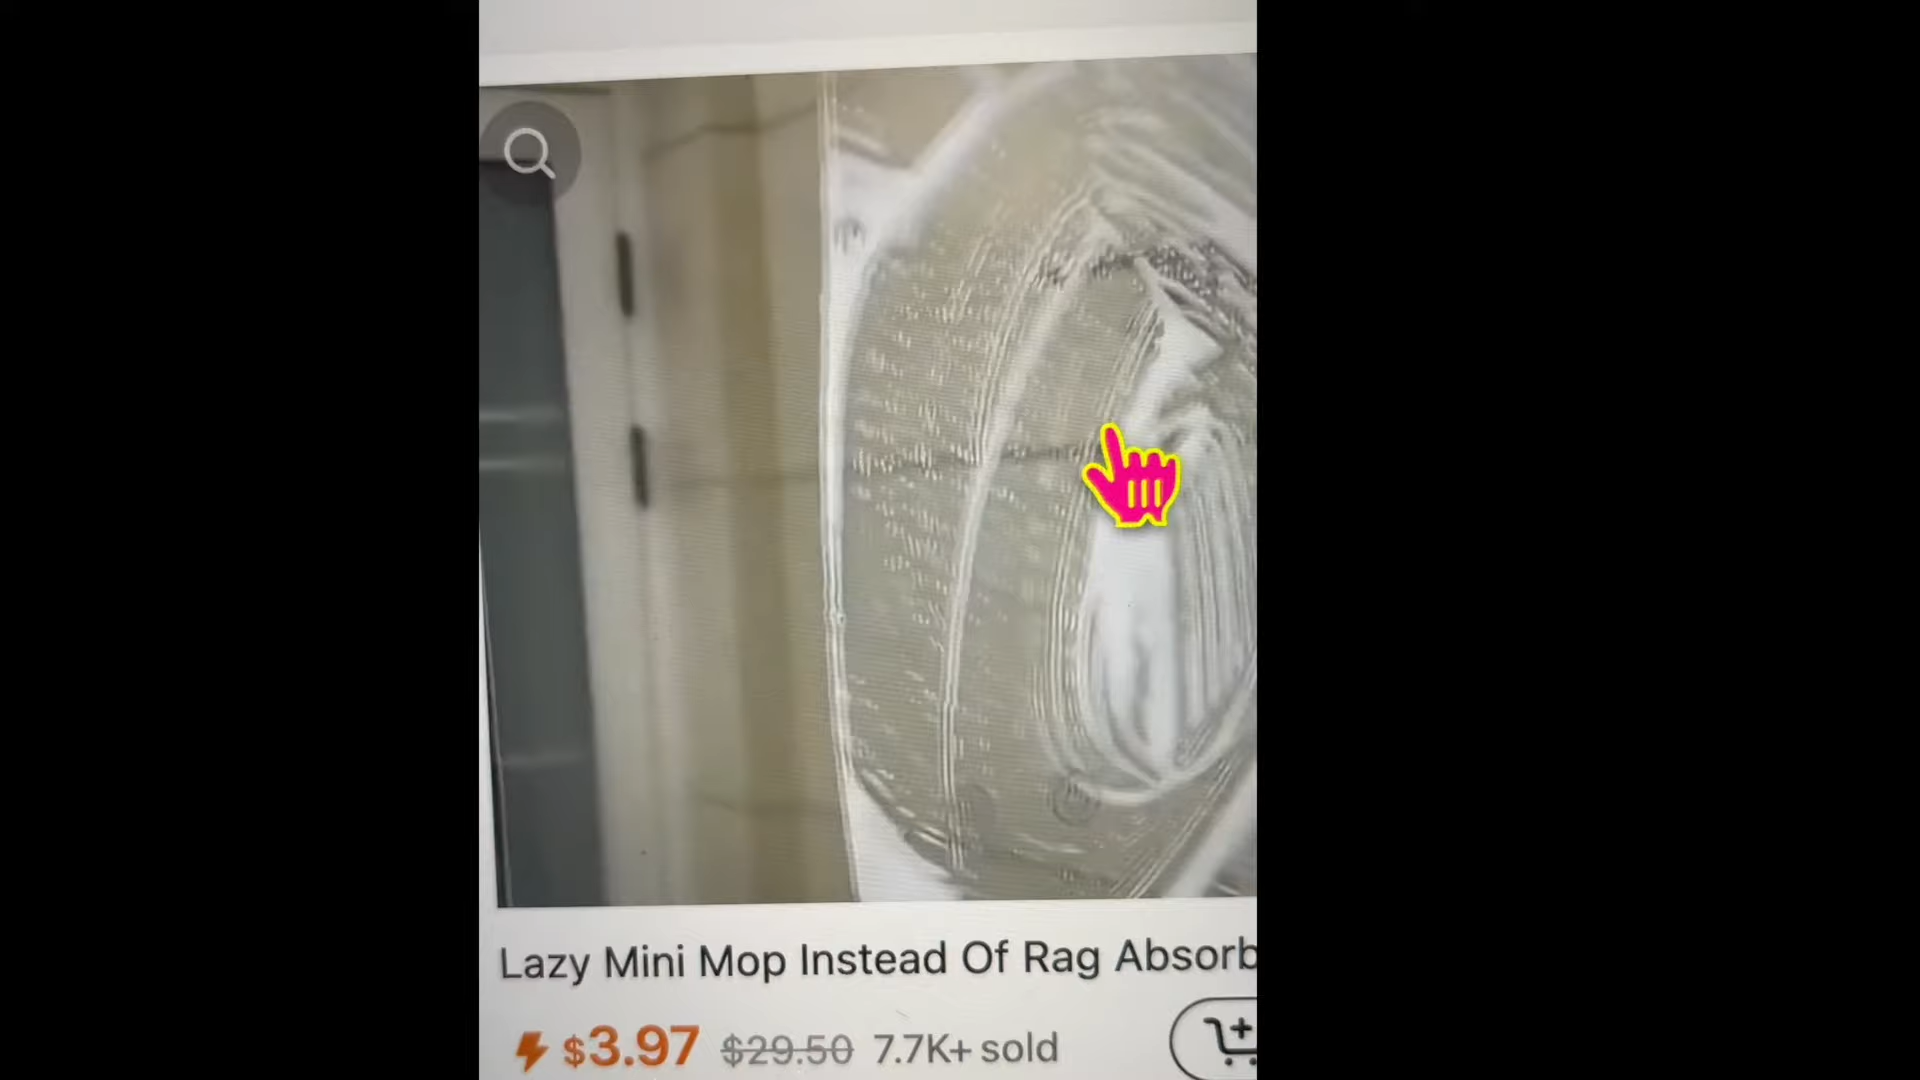 Lazy Mini Mop Instead Of Rag Absorb
$3.97 $29.50 7.7K+ sold